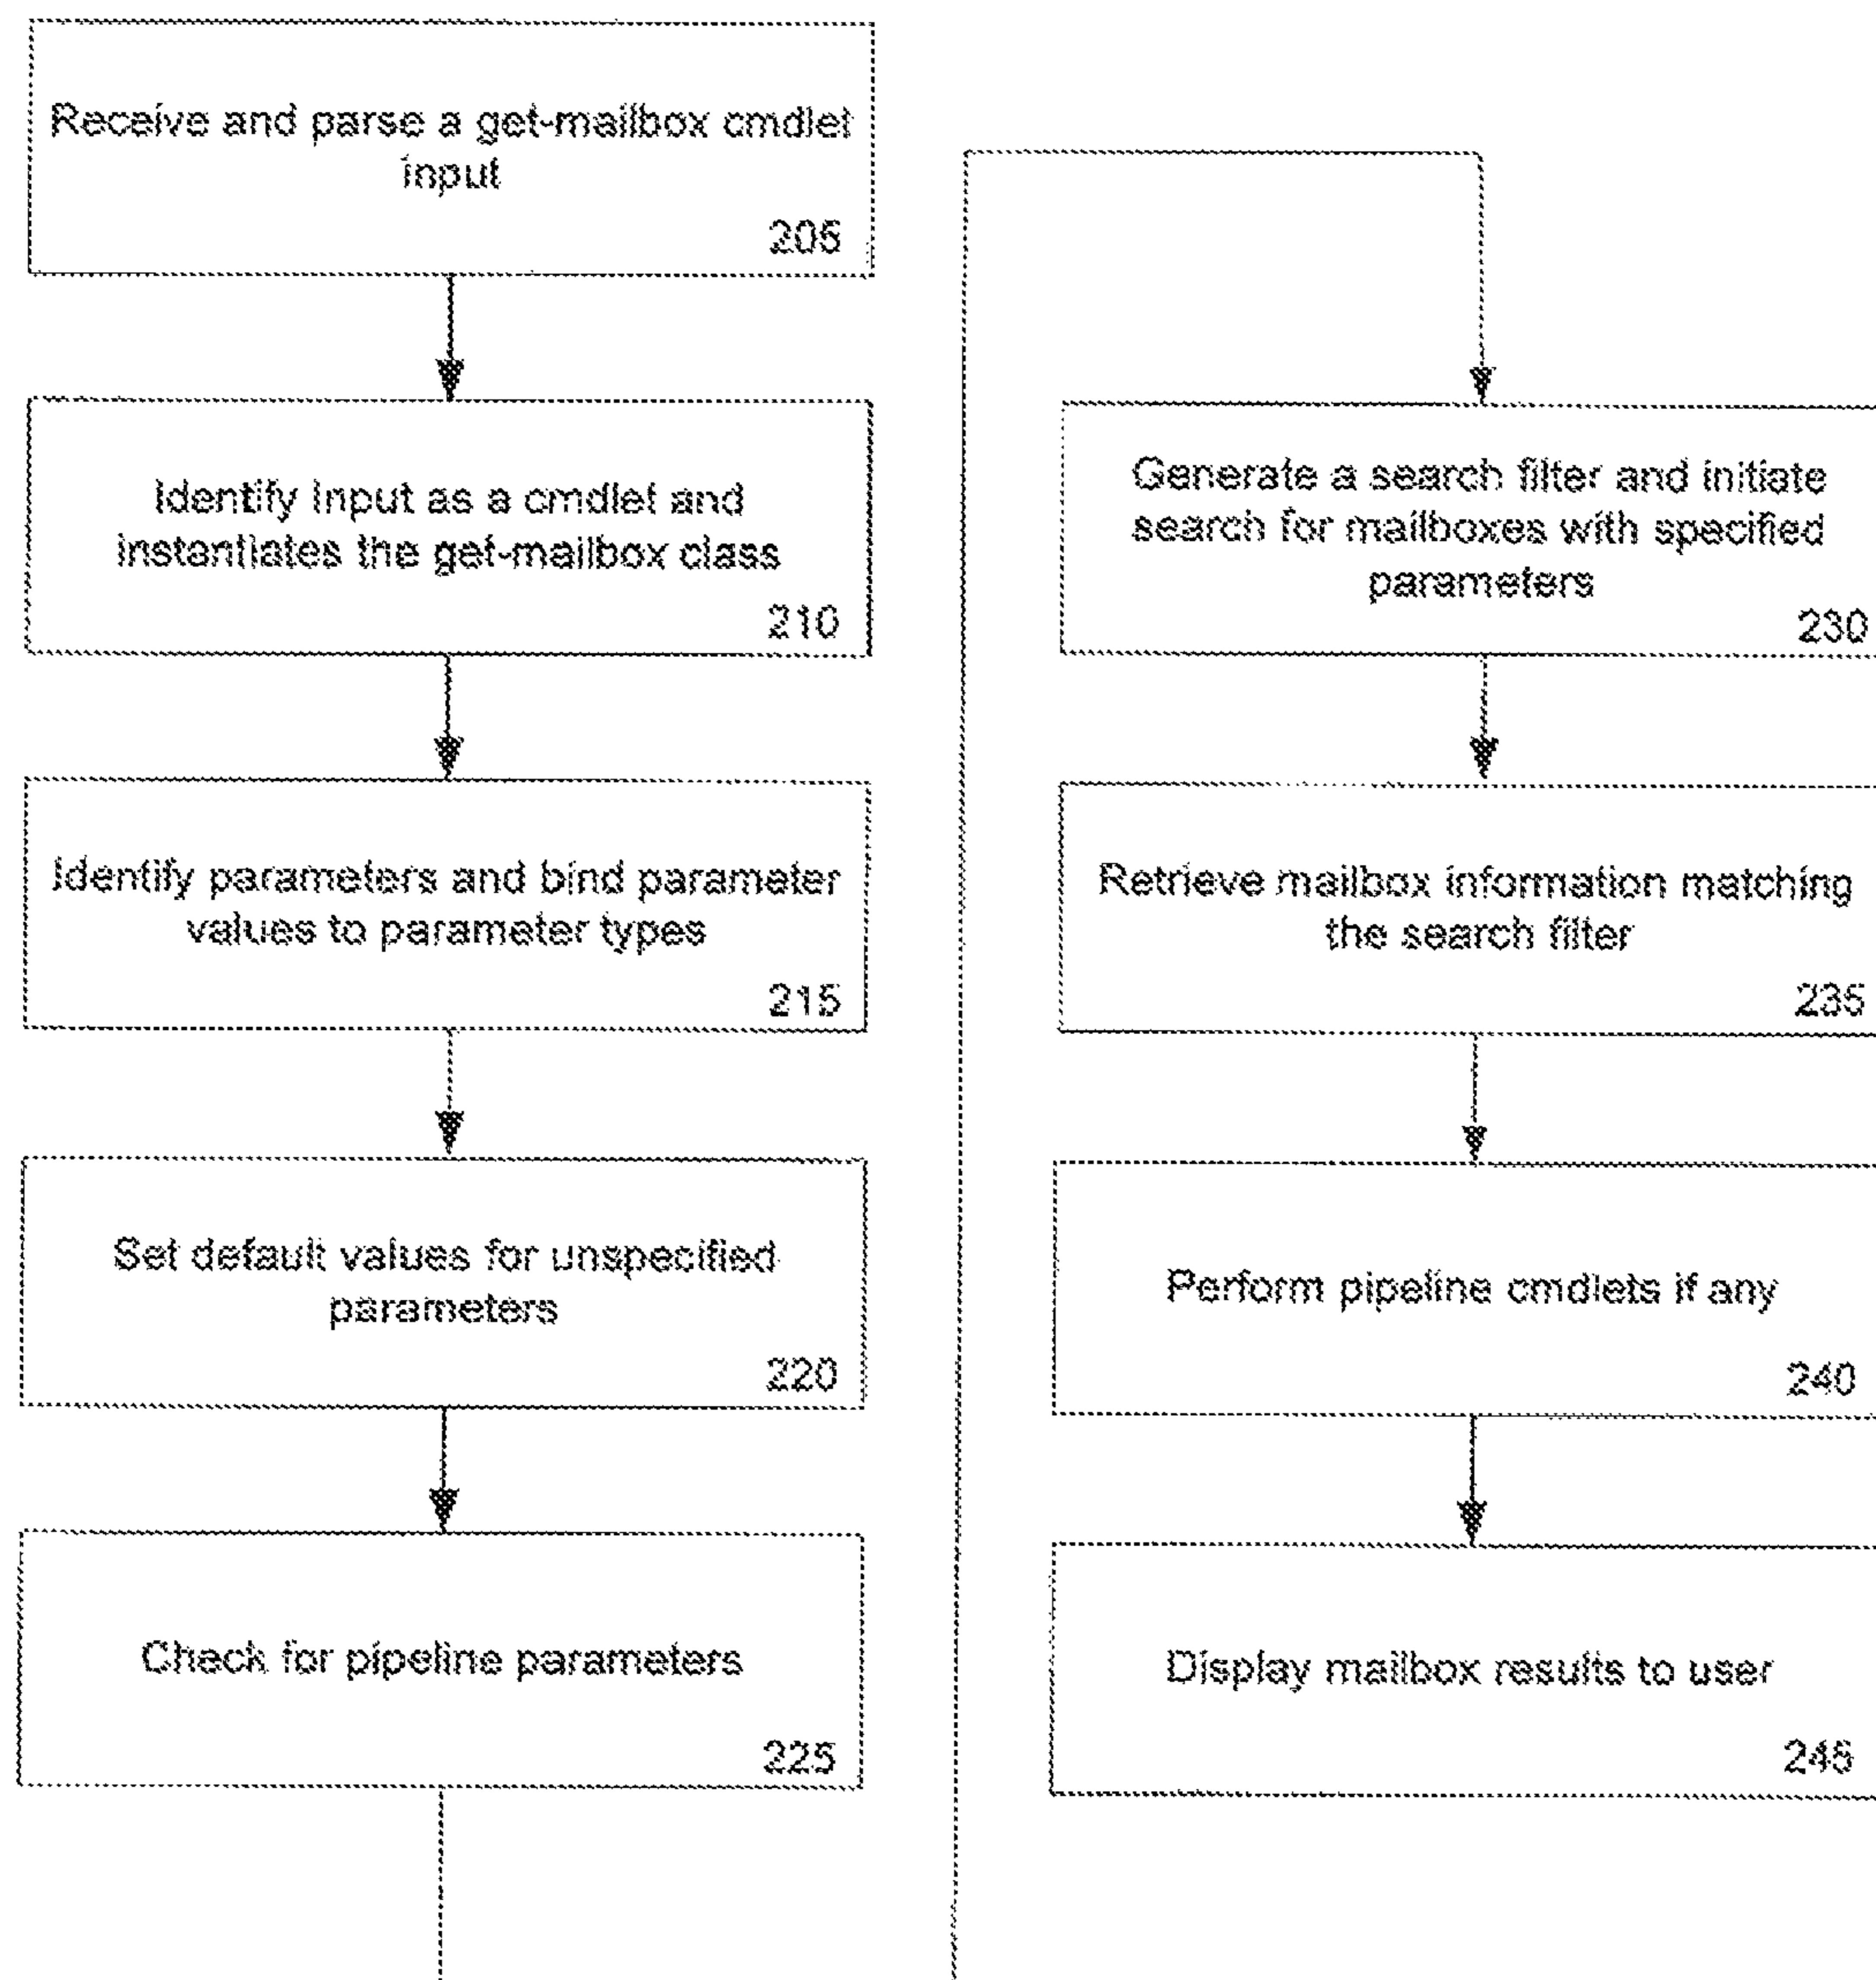 Receive and parse a get-mailbox cmdlet
input
205
Identify input as a cmdlet and
instantiates the get-mailbox class
210
Identify parameters and bind parameter
values to parameter types
215
Set default values for unspecified
parameters
220
Check for pipeline parameters
225
Generate a search filter and initiate
search for mailboxes with specified
parameters
230
Retrieve mailbox information matching
the search filter
235
Perform pipeline cmdlets if any
240
Display mailbox results to user
245